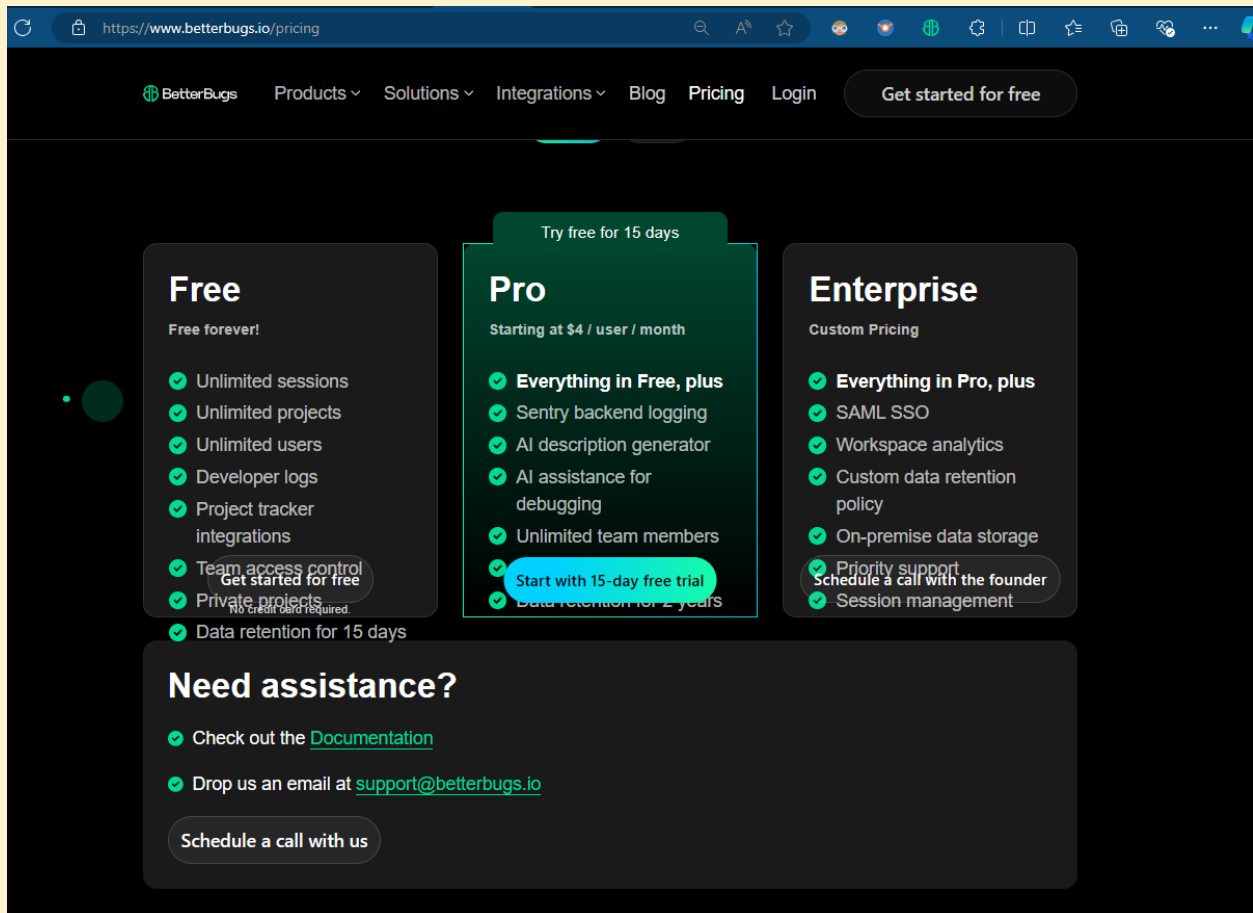 https://www.betterbugs.io/pricing
BetterBugs Products Solutions Integrations Blog Pricing Login Get started for free
Try free for 15 days
Free
Free forever!
Unlimited sessions
Unlimited projects
Unlimited users
Developer logs
Project tracker
integrations
Team access control
Get started for free
Private projects
No credit card required.
Data retention for 15 days
Pro
Starting at $4 / user / month
Everything in Free, plus
Sentry backend logging
AI description generator
AI assistance for
debugging
Unlimited team members
Start with 15-day free trial
Data retention for 2 years
Enterprise
Custom Pricing
Everything in Pro, plus
SAML SSO
Workspace analytics
Custom data retention
policy
On-premise data storage
Priority support
Schedule a call with the founder
Session management
Need assistance?
Check out the Documentation
Drop us an email at support@betterbugs.io
Schedule a call with us